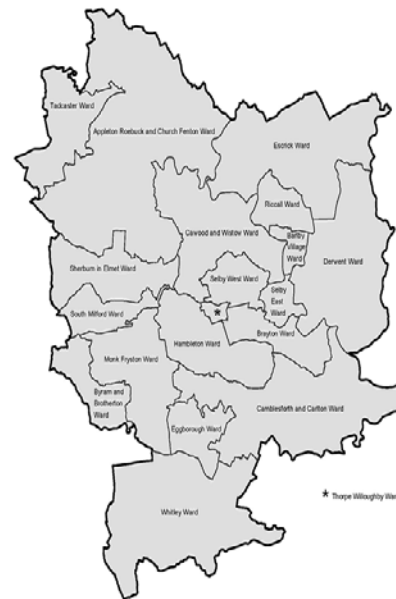 Tadcaster Ward
Appleton Roebuck and Church Fenton Ward
Escrick Ward
Riccall Ward
Cawood and Wistow Ward
Barlby
Village
Ward
Derwent Ward
Sherburn in Elmet Ward
Selby West Ward
Selby
East
Ward
South Milford Ward
*
Brayton Ward
Hambleton Ward
Monk Fryston Ward
Byram and
Brotherton
Ward
Camblesforth and Carlton Ward
Eggborough Ward
* Thorpe Willoughby War
Whitley Ward